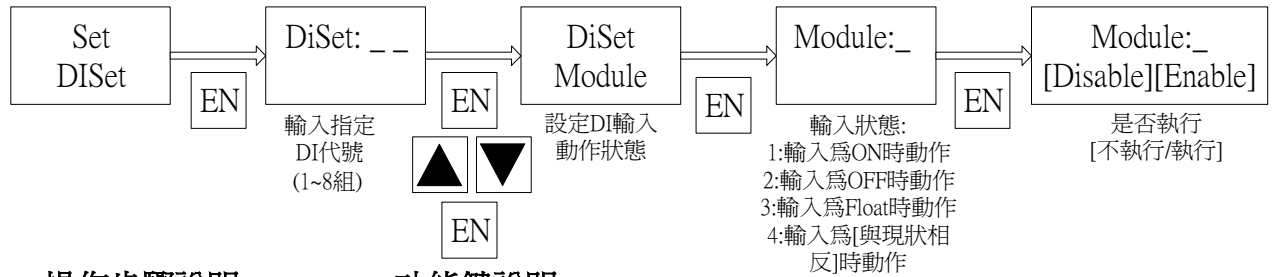 Set
DISet
EN
DiSet: _ _
輸入指定
DI代號
(1~8組)
EN
EN
DiSet
Module
設定DI輸入
動作狀態
EN
Module:_
輸入狀態:
1:輸入爲ON時動作
2:輸入爲OFF時動作
3:輸入爲Float時動作
4:輸入爲[與現狀相
反]時動作
EN
Module:_
[Disable][Enable]
是否執行
[不執行/執行]